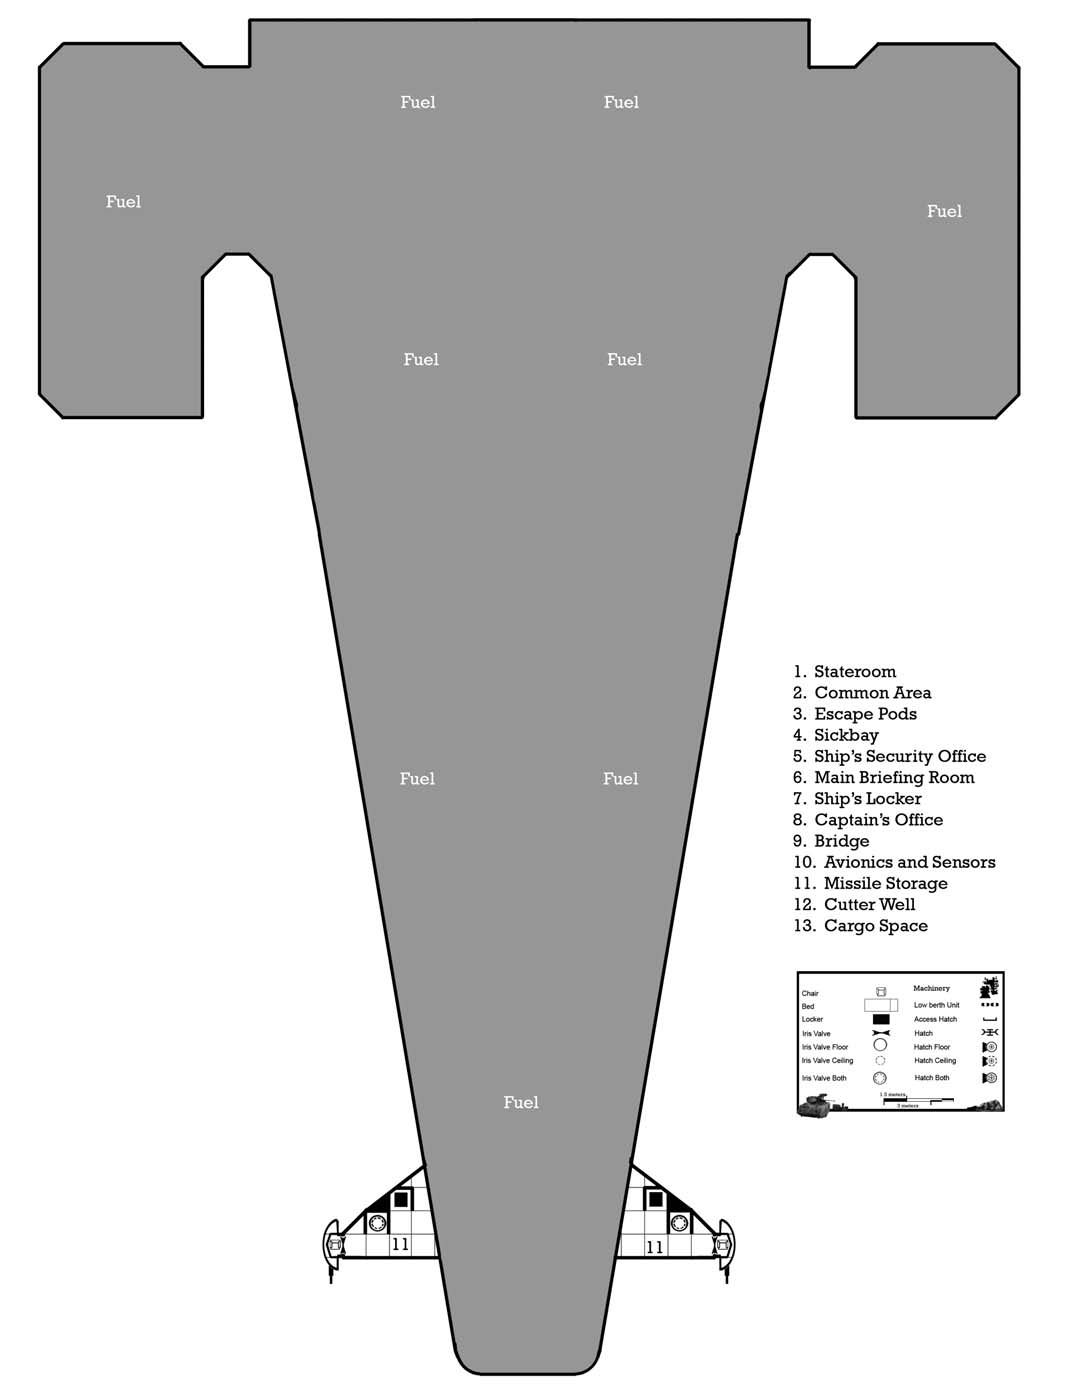 Fuel Fuel
Fuel
Fuel
Fuel Fuel
1. Stateroom
2. Common Area
3. Escape Pods
4. Sickbay
5. Ship's Security Office
6. Main Briefing Room
7. Ship's Locker
8. Captain's Office
9. Bridge
10. Avionics and Sensors
11. Missile Storage
12. Cutter Well
13. Cargo Space
Fuel Fuel
Chair
Bed
Locker
Iris Valve
Iris Valve Floor
Iris Valve Ceiling
Iris Valve Both
Machinery
Low berth Unit
Access Hatch
Hatch
Hatch Floor
Hatch Ceiling
Hatch Both
1.5 meters
3 meters
Fuel
11
11